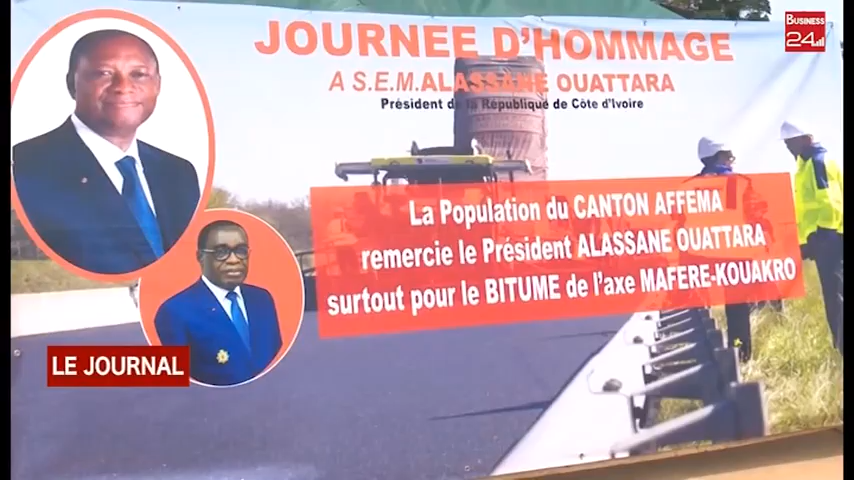 BUSINESS
24
JOURNEE D'HOMMAGE
A S.E.M.ALASSANE OUATTARA
Président de la République de Côte d'Ivoire
La Population du CANTON AFFEMA
remercie le Président ALASSANE OUATTARA
surtout pour le BITUME de l'axe MAFERE-KOUAKRO
LE JOURNAL